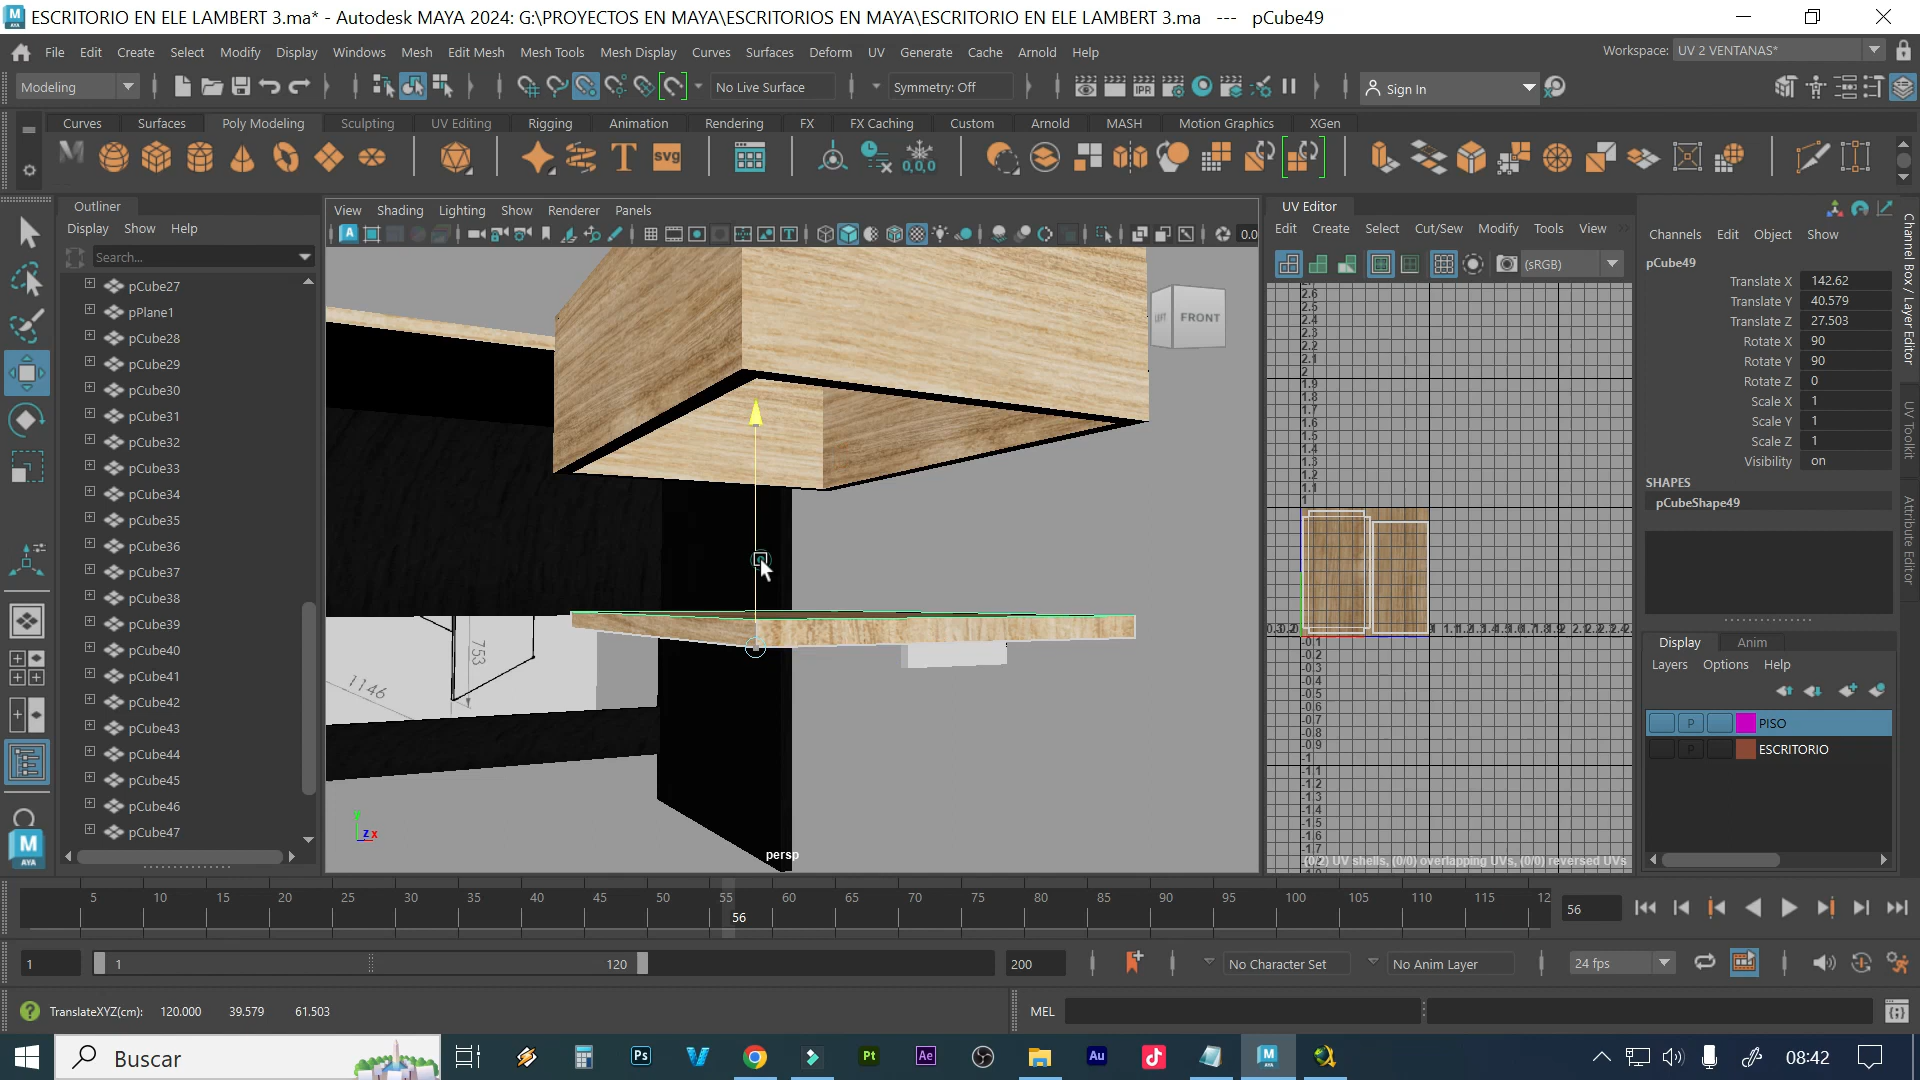 ESCRITORIO EN ELE LAMBERT 3.ma* - Autodesk MAYA 2024: G:\PROYECTOS EN MAYA\ESCRITORIOS EN MAYA\ESCRITORIO EN ELE LAMBERT 3.ma --- pCube49
File Edit Create Select Modify Display Windows Mesh Edit Mesh Mesh Tools Mesh Display Curves Surfaces Deform UV Generate Cache Arnold Help
Workspace: UV 2 VENTANAS*
Modeling
No Live Surface
Symmetry: Off
Sign In
Curves Surfaces Poly Modeling Sculpting UV Editing Rigging Animation Rendering FX FX Caching Custom Arnold MASH Motion Graphics XGen
Outliner
Display Show Help
Search...
pCube27
pPlane1
pCube28
pCube29
pCube30
pCube31
pCube32
pCube33
pCube34
pCube35
pCube36
pCube37
pCube38
pCube39
pCube40
pCube41
pCube42
pCube43
pCube44
pCube45
pCube46
pCube47
View Shading Lighting Show Renderer Panels
0.0
LEFT FRONT
753
1146
persp
UV Editor
Edit Create Select Cut/Sew Modify Tools View
(sRGB)
(0/2) UV shells, (0/0) overlapping UVs, (0/0) reversed UVs
Channels Edit Object Show
pCube49
Translate X 142.62
Translate Y 40.579
Translate Z 27.503
Rotate X 90
Rotate Y 90
Rotate Z 0
Scale X 1
Scale Y 1
Scale Z 1
Visibility on
SHAPES
pCubeShape49
Display Anim
Layers Options Help
P PISO
P ESCRITORIO
Channel Box / Layer Editor
UV Toolkit
Attribute Editor
5 10 15 20 25 30 35 40 45 50 55 60 65 70 75 80 85 90 95 100 105 110 115 12
56
56
1
1
120
200
No Character Set
No Anim Layer
24 fps
TranslateXYZ(cm): 120.000 39.579 61.503
MEL
Buscar
08:42